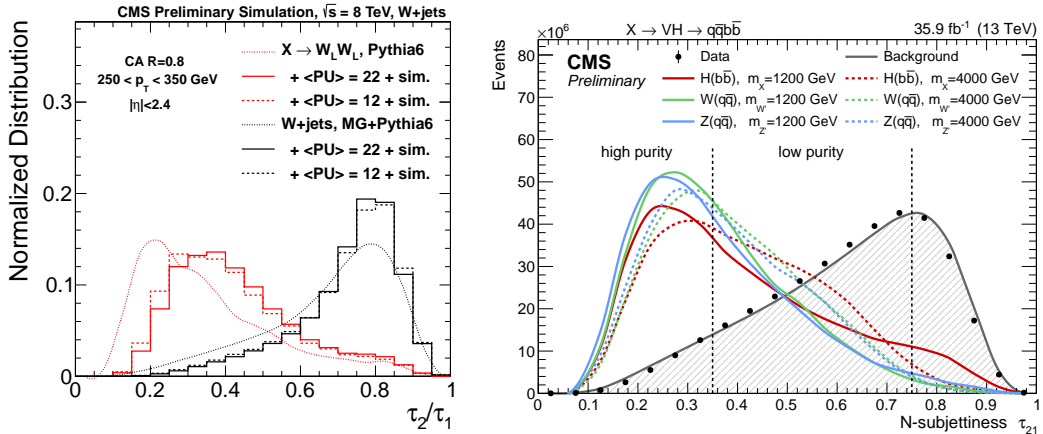 CMS Preliminary Simulation, √s = 8 TeV, W+jets
Normalized Distribution
CA R=0.8
250 < p_T < 350 GeV
|η|<2.4
X → W_L W_L, Pythia6
+ <PU> = 22 + sim.
+ <PU> = 12 + sim.
W+jets, MG+Pythia6
+ <PU> = 22 + sim.
+ <PU> = 12 + sim.
0.3
0.2
0.1
0
0 0.2 0.4 0.6 0.8 1
τ₂/τ₁
×10⁶
X → VH → qq̄bb̄
35.9 fb⁻¹ (13 TeV)
Events
CMS
Preliminary
Data
Background
H(bb̄), m_X=1200 GeV
H(bb̄), m_X=4000 GeV
W(qq̄), m_W'=1200 GeV
W(qq̄), m_W'=4000 GeV
Z(qq̄), m_Z'=1200 GeV
Z(qq̄), m_Z'=4000 GeV
high purity
low purity
80
70
60
50
40
30
20
10
0
0 0.1 0.2 0.3 0.4 0.5 0.6 0.7 0.8 0.9 1
N-subjettiness τ₂₁